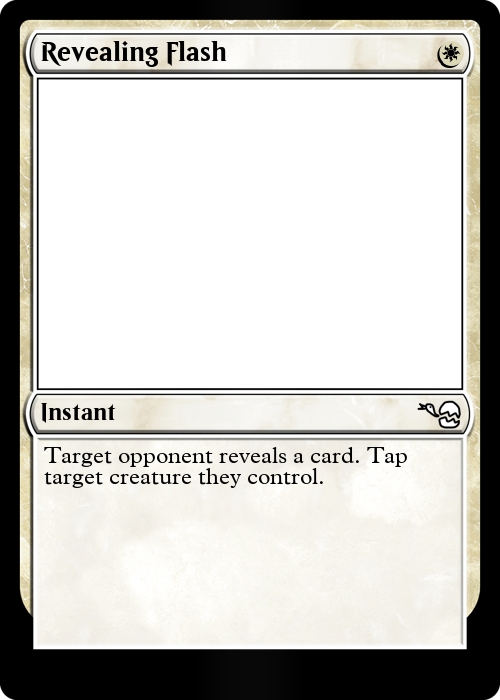 Revealing Flash
Instant
Target opponent reveals a card. Tap
target creature they control.